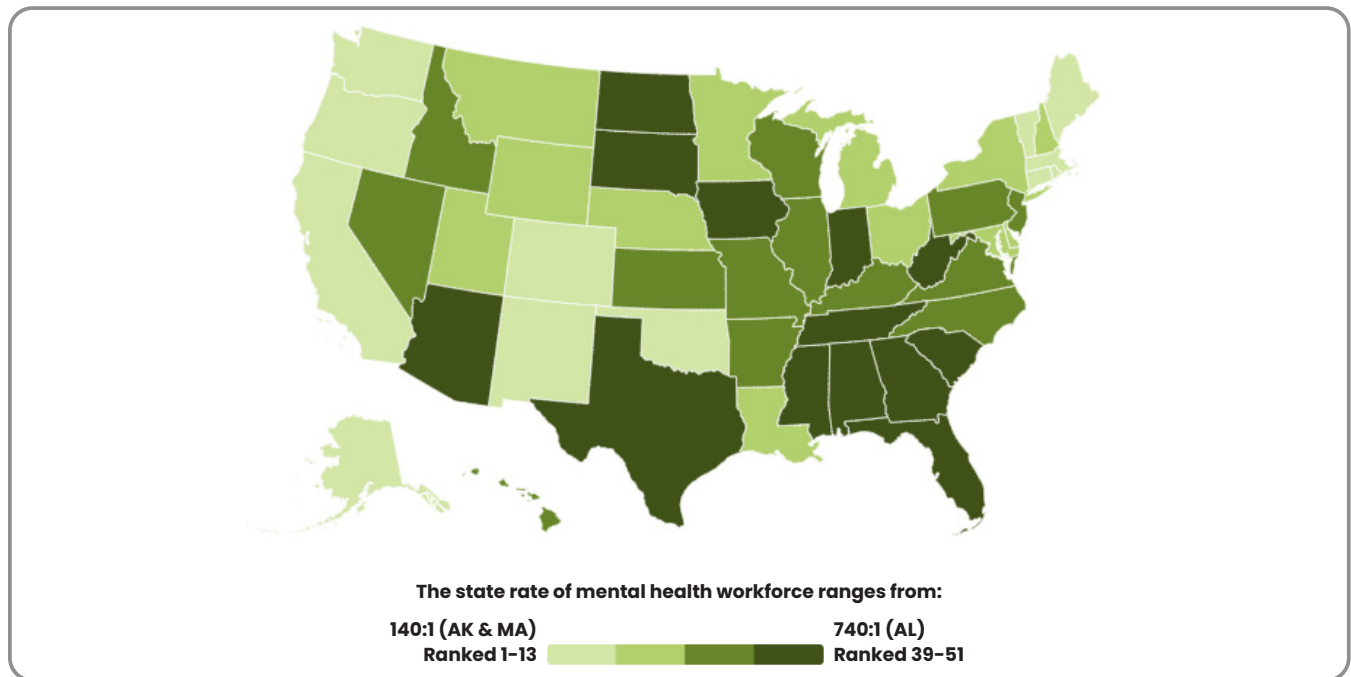 The state rate of mental health workforce ranges from:
140:1 (AK & MA)
740:1 (AL)
Ranked 1-13
Ranked 39-51